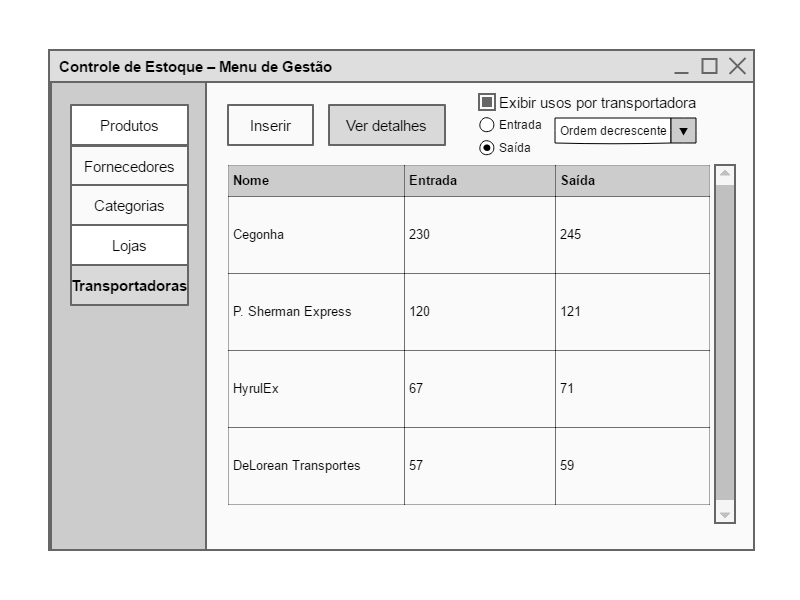 Controle de Estoque – Menu de Gestão
Produtos
Fornecedores
Categorias
Lojas
Transportadoras
Inserir
Ver detalhes
Exibir usos por transportadora
Entrada
Saída
Ordem decrescente
Nome Entrada Saída
Cegonha 230 245
P. Sherman Express 120 121
HyrulEx 67 71
DeLorean Transportes 57 59